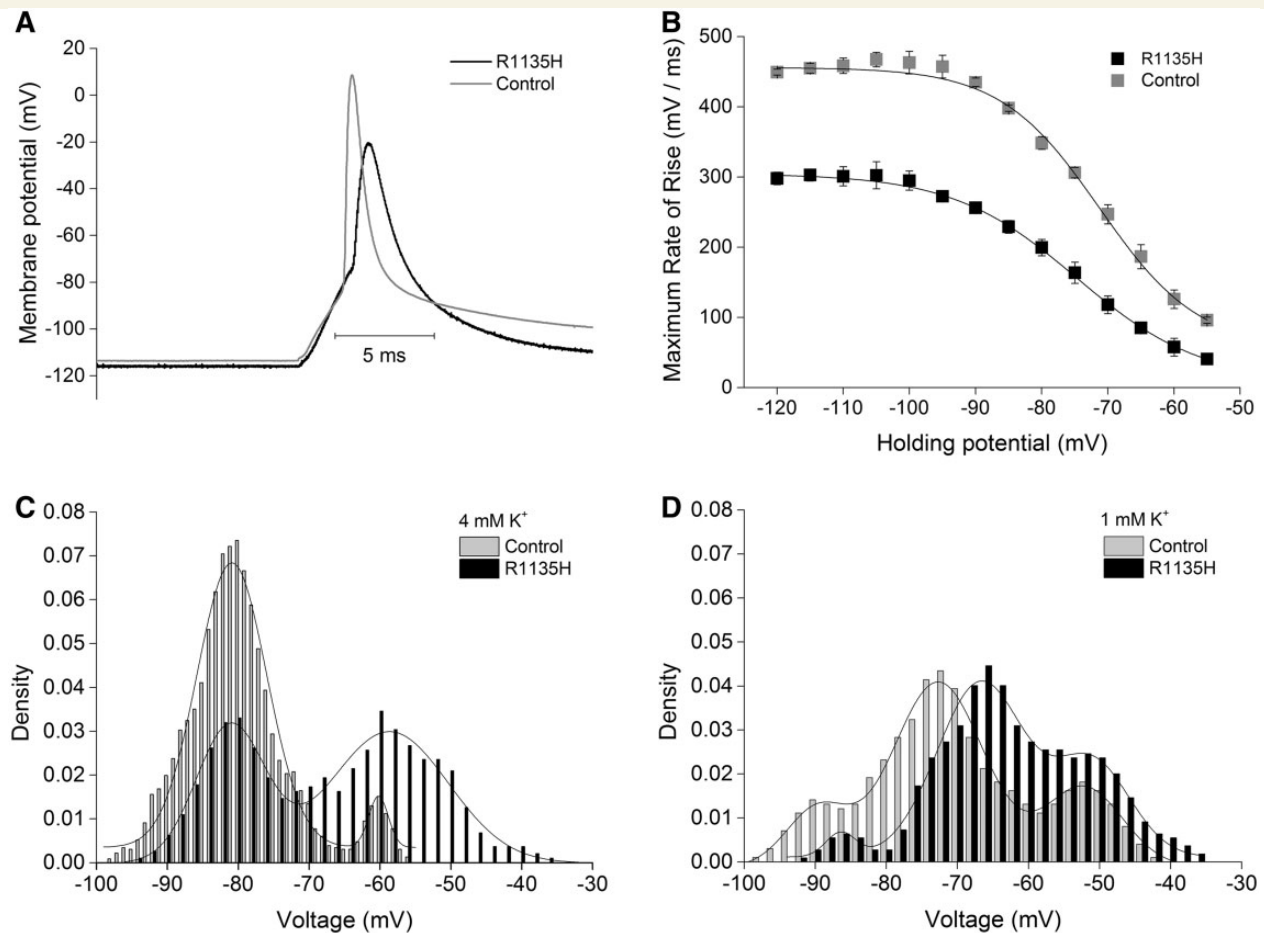 A
Membrane potential (mV)
20
0
-20
-40
-60
-80
-100
-120
R1135H
Control
5 ms
B
Maximum Rate of Rise (mV / ms)
500
400
300
200
100
0
R1135H
Control
-120 -110 -100 -90 -80 -70 -60 -50
Holding potential (mV)
C
Density
0.08
0.07
0.06
0.05
0.04
0.03
0.02
0.01
0.00
4 mM K⁺
Control
R1135H
-100 -90 -80 -70 -60 -50 -40 -30
Voltage (mV)
D
Density
0.08
0.07
0.06
0.05
0.04
0.03
0.02
0.01
0.00
1 mM K⁺
Control
R1135H
-100 -90 -80 -70 -60 -50 -40 -30
Voltage (mV)